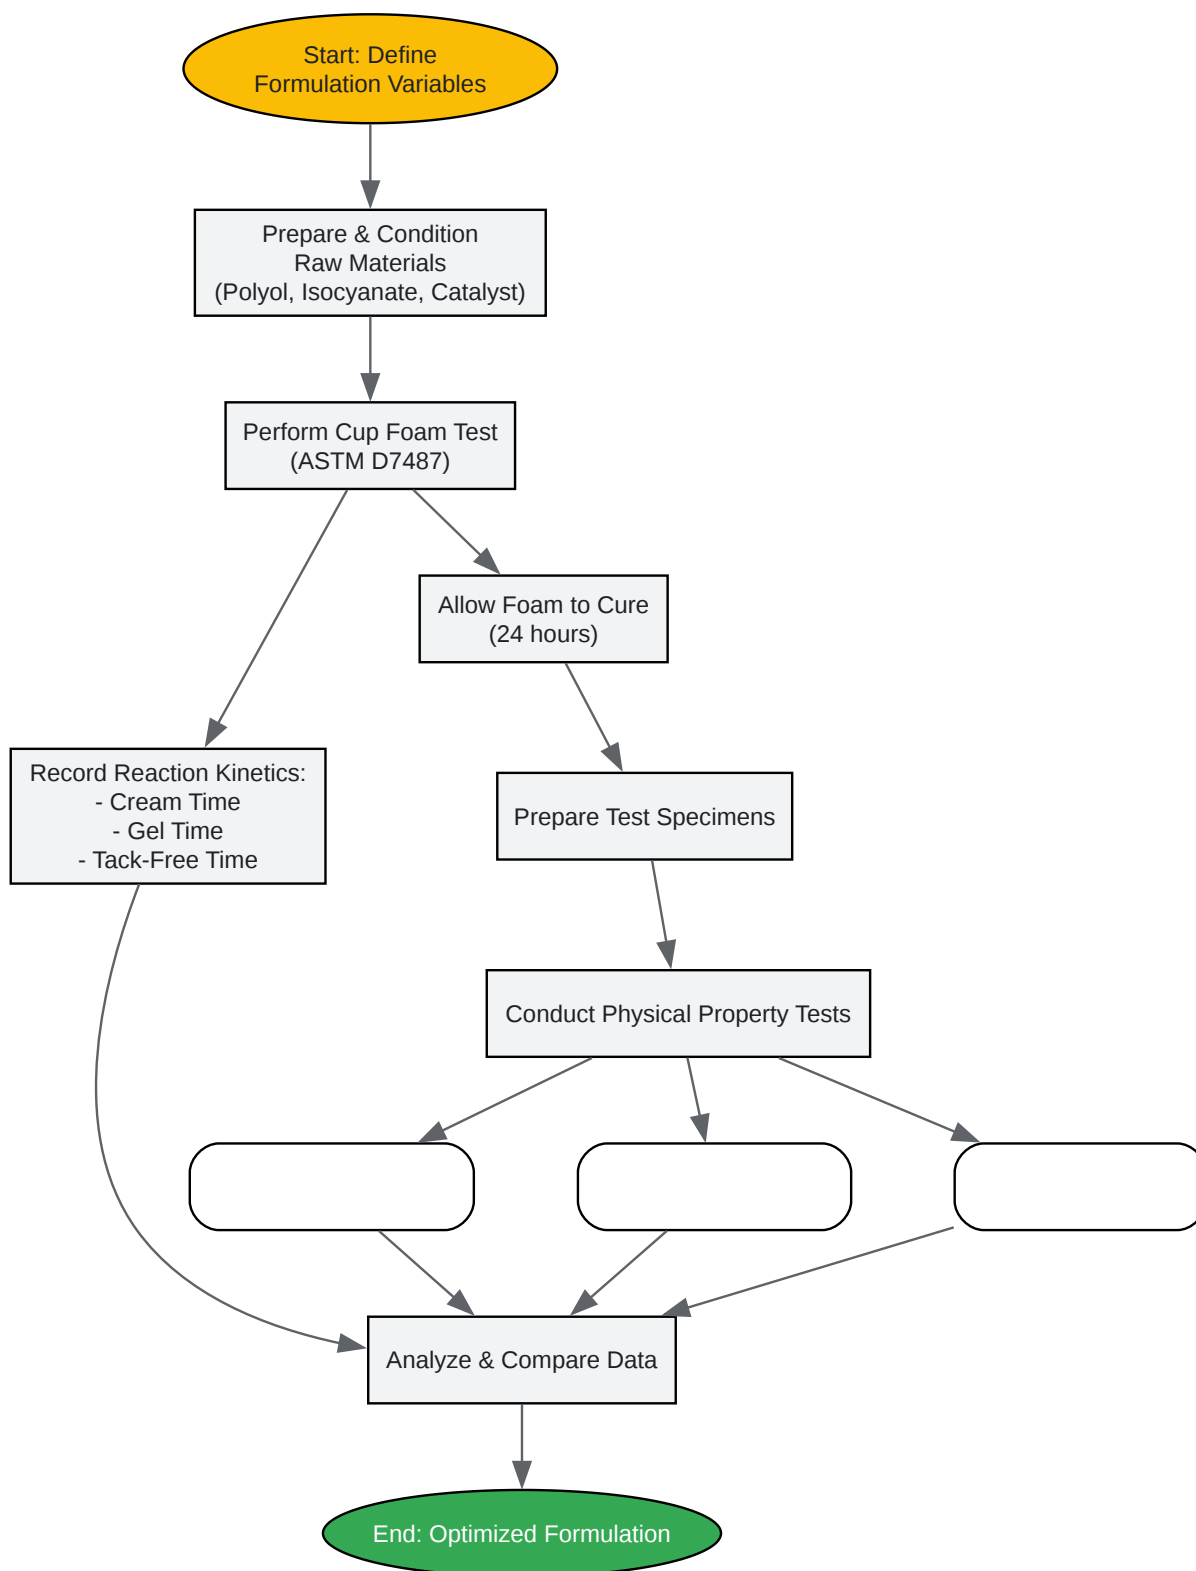 Start: Define
Formulation Variables
Prepare & Condition
Raw Materials
(Polyol, Isocyanate, Catalyst)
Perform Cup Foam Test
(ASTM D7487)
Allow Foam to Cure
(24 hours)
Record Reaction Kinetics:
- Cream Time
- Gel Time
- Tack-Free Time
Prepare Test Specimens
Conduct Physical Property Tests
Analyze & Compare Data
End: Optimized Formulation